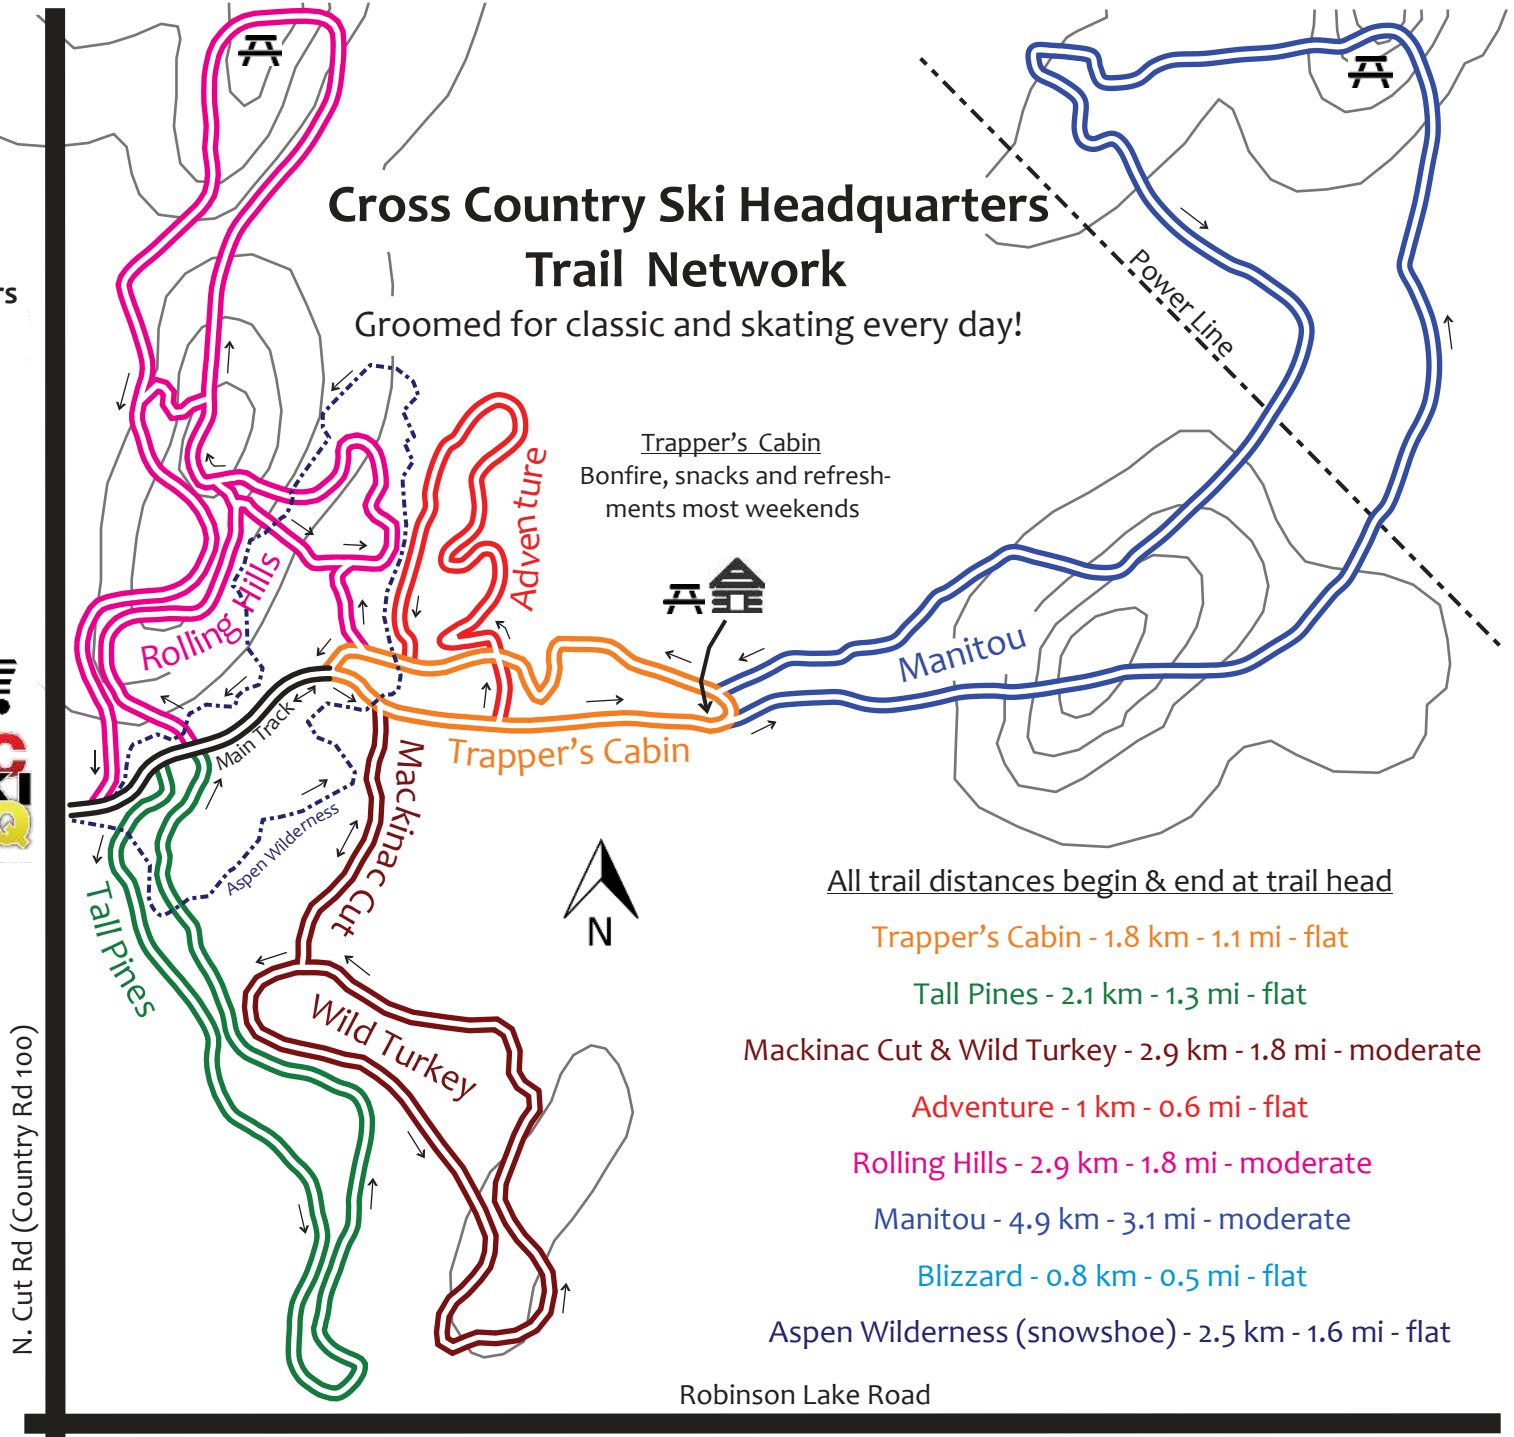 Cross Country Ski Headquarters
Trail Network
Groomed for classic and skating every day!
rs
Power Line
Trapper's Cabin
Bonfire, snacks and refresh-
ments most weekends
Adventure
Rolling Hills
Manitou
Main Track
Trapper's Cabin
C
KI
Q
Mackinac Cut
Aspen Wilderness
Tall Pines
N
Wild Turkey
All trail distances begin & end at trail head
Trapper's Cabin - 1.8 km - 1.1 mi - flat
Tall Pines - 2.1 km - 1.3 mi - flat
Mackinac Cut & Wild Turkey - 2.9 km - 1.8 mi - moderate
Adventure - 1 km - 0.6 mi - flat
Rolling Hills - 2.9 km - 1.8 mi - moderate
Manitou - 4.9 km - 3.1 mi - moderate
Blizzard - 0.8 km - 0.5 mi - flat
Aspen Wilderness (snowshoe) - 2.5 km - 1.6 mi - flat
N. Cut Rd (Country Rd 100)
Robinson Lake Road